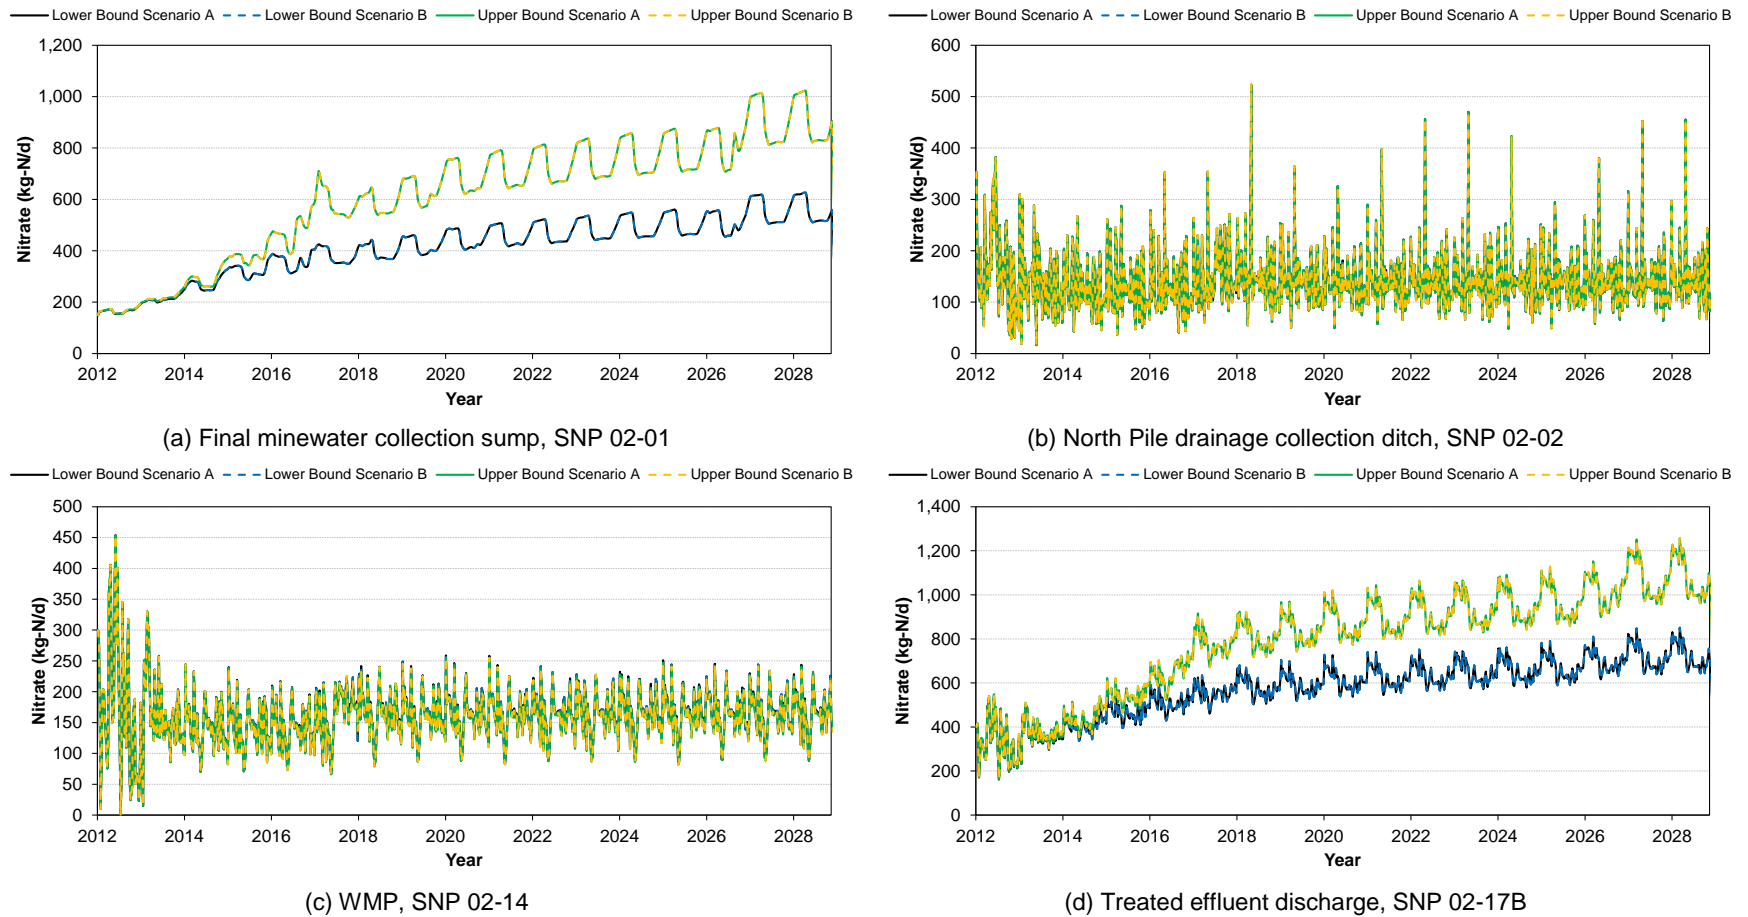 Lower Bound Scenario A Lower Bound Scenario B Upper Bound Scenario A Upper Bound Scenario B
1,200
1,000
800
600
400
200
0
Nitrate (kg-N/d)
2012 2014 2016 2018 2020 2022 2024 2026 2028
Year
(a) Final minewater collection sump, SNP 02-01
Lower Bound Scenario A Lower Bound Scenario B Upper Bound Scenario A Upper Bound Scenario B
600
500
400
300
200
100
0
Nitrate (kg-N/d)
2012 2014 2016 2018 2020 2022 2024 2026 2028
Year
(b) North Pile drainage collection ditch, SNP 02-02
Lower Bound Scenario A Lower Bound Scenario B Upper Bound Scenario A Upper Bound Scenario B
500
450
400
350
300
250
200
150
100
50
0
Nitrate (kg-N/d)
2012 2014 2016 2018 2020 2022 2024 2026 2028
Year
(c) WMP, SNP 02-14
Lower Bound Scenario A Lower Bound Scenario B Upper Bound Scenario A Upper Bound Scenario B
1,400
1,200
1,000
800
600
400
200
0
Nitrate (kg-N/d)
2012 2014 2016 2018 2020 2022 2024 2026 2028
Year
(d) Treated effluent discharge, SNP 02-17B